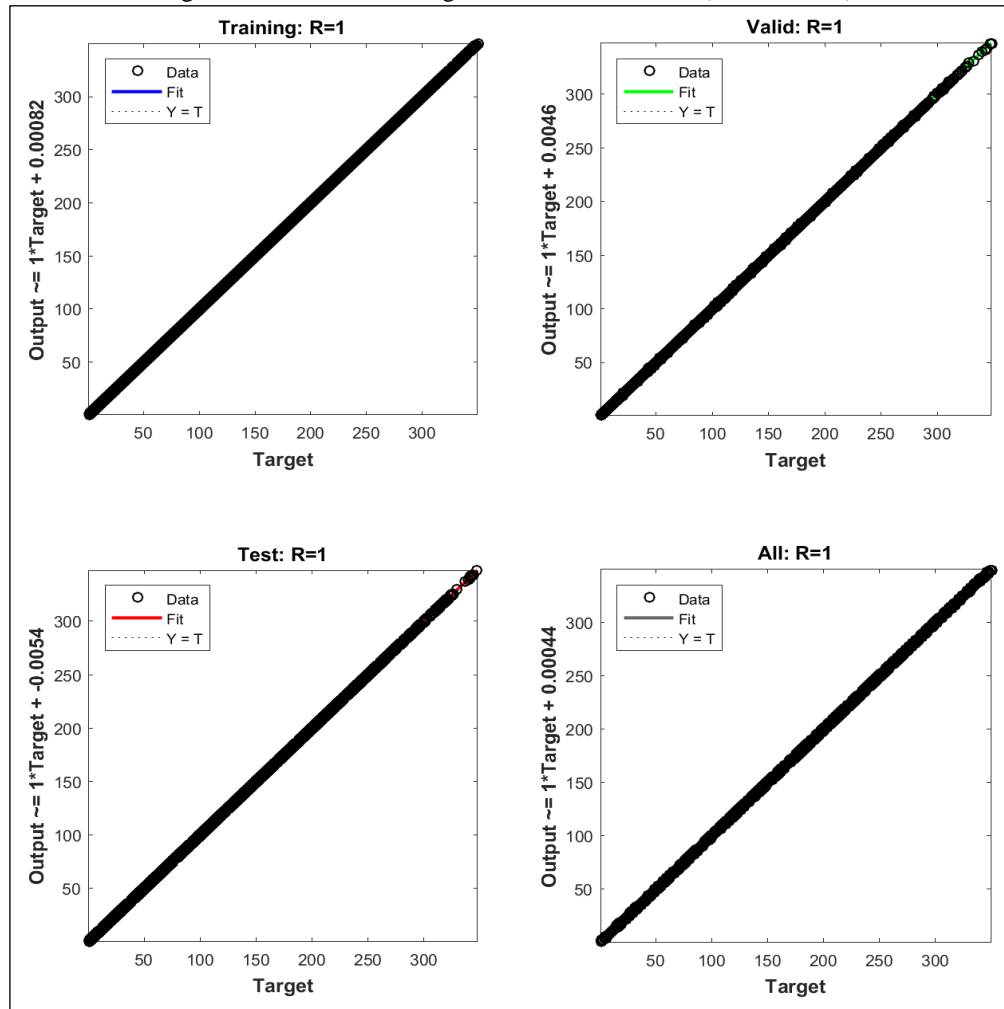 Training: R=1
Data
Fit
Y = T
Output ~= 1*Target + 0.00082
350
300
250
200
150
100
50
50 100 150 200 250 300
Target
Valid: R=1
Data
Fit
Y = T
Output ~= 1*Target + 0.0046
300
250
200
150
100
50
50 100 150 200 250 300
Target
Test: R=1
Data
Fit
Y = T
Output ~= 1*Target + -0.0054
300
250
200
150
100
50
50 100 150 200 250 300
Target
All: R=1
Data
Fit
Y = T
Output ~= 1*Target + 0.00044
300
250
200
150
100
50
50 100 150 200 250 300
Target